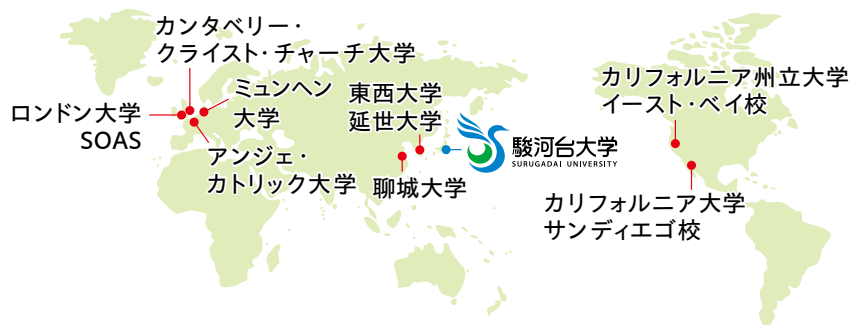 カンタベリー・
クライスト・チャーチ大学
ロンドン大学
SOAS
ミュンヘン
大学
アンジェ・
カトリック大学
東西大学
延世大学
聊城大学
駿河台大学
SURUGADAI UNIVERSITY
カリフォルニア州立大学
イースト・ベイ校
カリフォルニア大学
サンディエゴ校